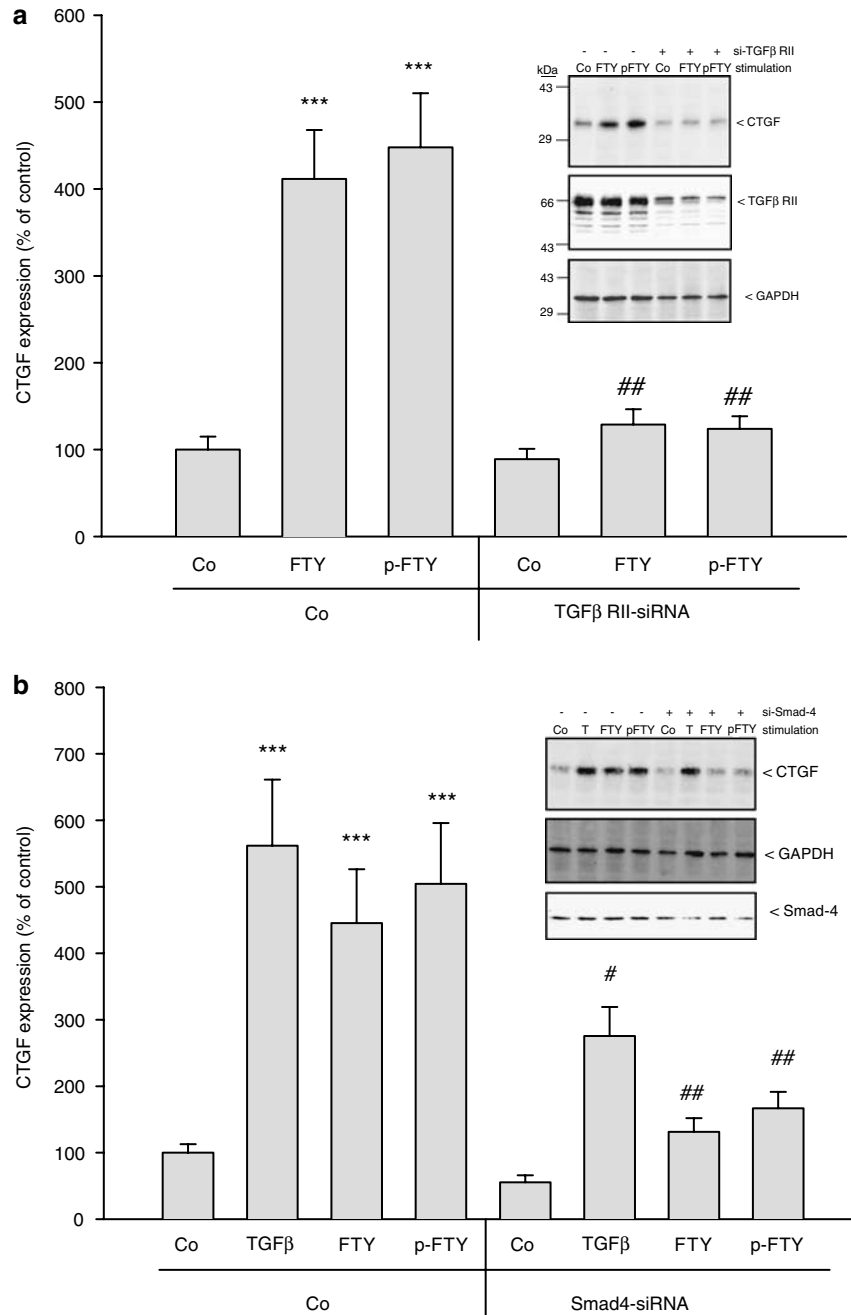 a
600
500
400
300
200
100
0
CTGF expression (% of control)
***
***
##
##
Co FTY p-FTY Co FTY p-FTY
Co TGFβ RII-siRNA
- - - + + + si-TGFβ RII
kDa Co FTY pFTY Co FTY pFTY stimulation
43
< CTGF
29
66 < TGFβ RII
43
43
< GAPDH
29
b
800
700
600
500
400
300
200
100
0
CTGF expression (% of control)
***
***
***
#
##
##
Co TGFβ FTY p-FTY Co TGFβ FTY p-FTY
Co Smad4-siRNA
- - - - + + + + si-Smad-4
Co T FTY pFTY Co T FTY pFTY stimulation
< CTGF
< GAPDH
< Smad-4